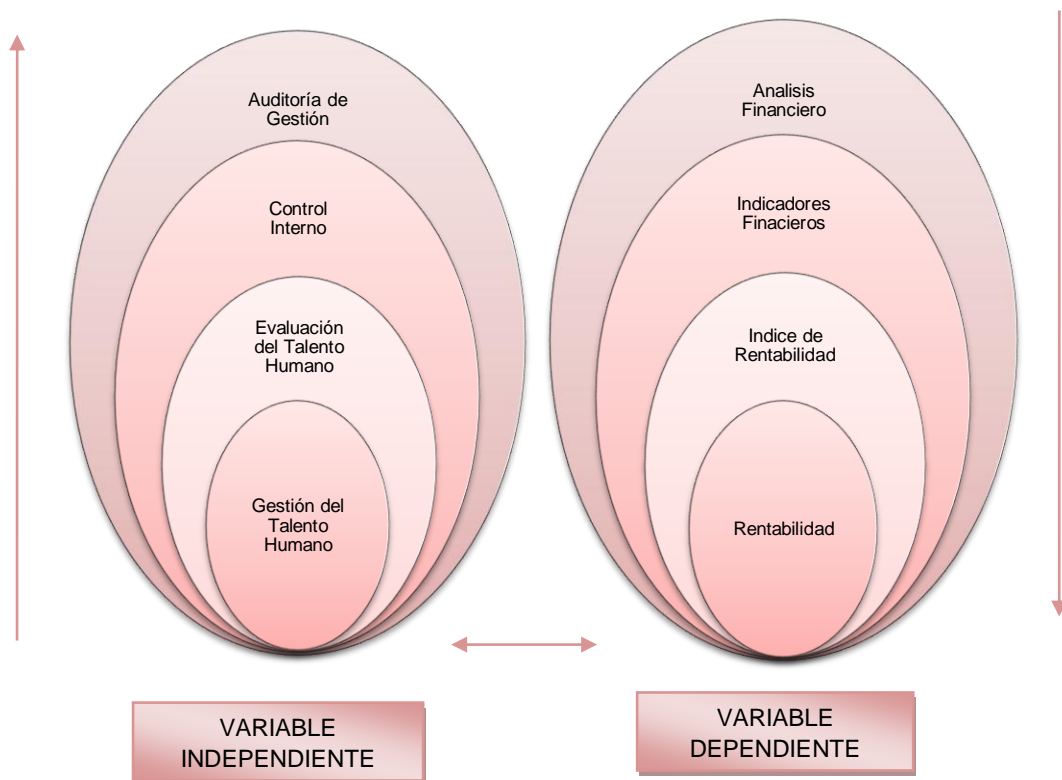 Auditoría de
Gestión
Control
Interno
Evaluación
del Talento
Humano
Gestión del
Talento
Humano
VARIABLE
INDEPENDIENTE
Analisis
Financiero
Indicadores
Finacieros
Indice de
Rentabilidad
Rentabilidad
VARIABLE
DEPENDIENTE